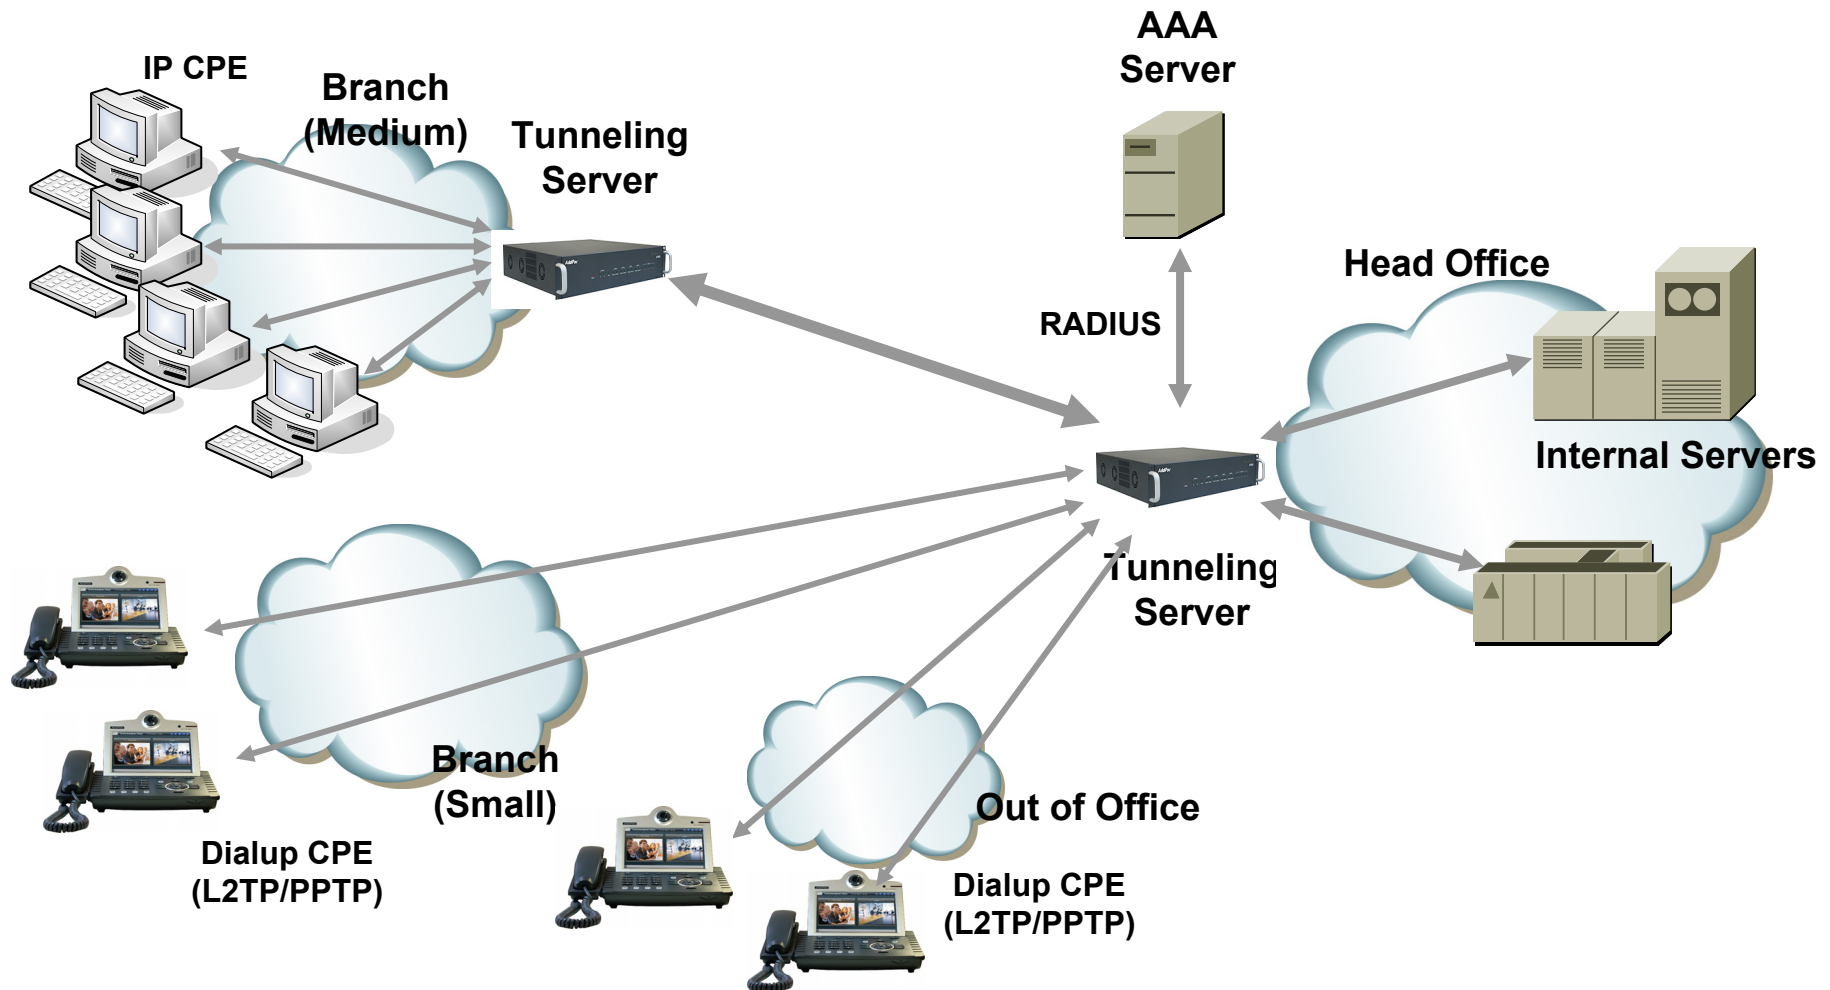 AAA
Server
IP CPE
Branch
(Medium)
Tunneling
Server
Head Office
RADIUS
Internal Servers
Tunneling
Server
Branch
(Small)
Out of Office
Dialup CPE
(L2TP/PPTP)
Dialup CPE
(L2TP/PPTP)